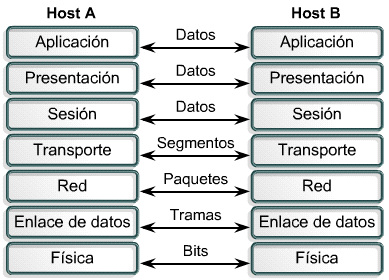 Host A Host B
Aplicación Datos Aplicación
Presentación Datos Presentación
Sesión Datos Sesión
Transporte Segmentos Transporte
Red Paquetes Red
Enlace de datos Tramas Enlace de datos
Física Bits Física